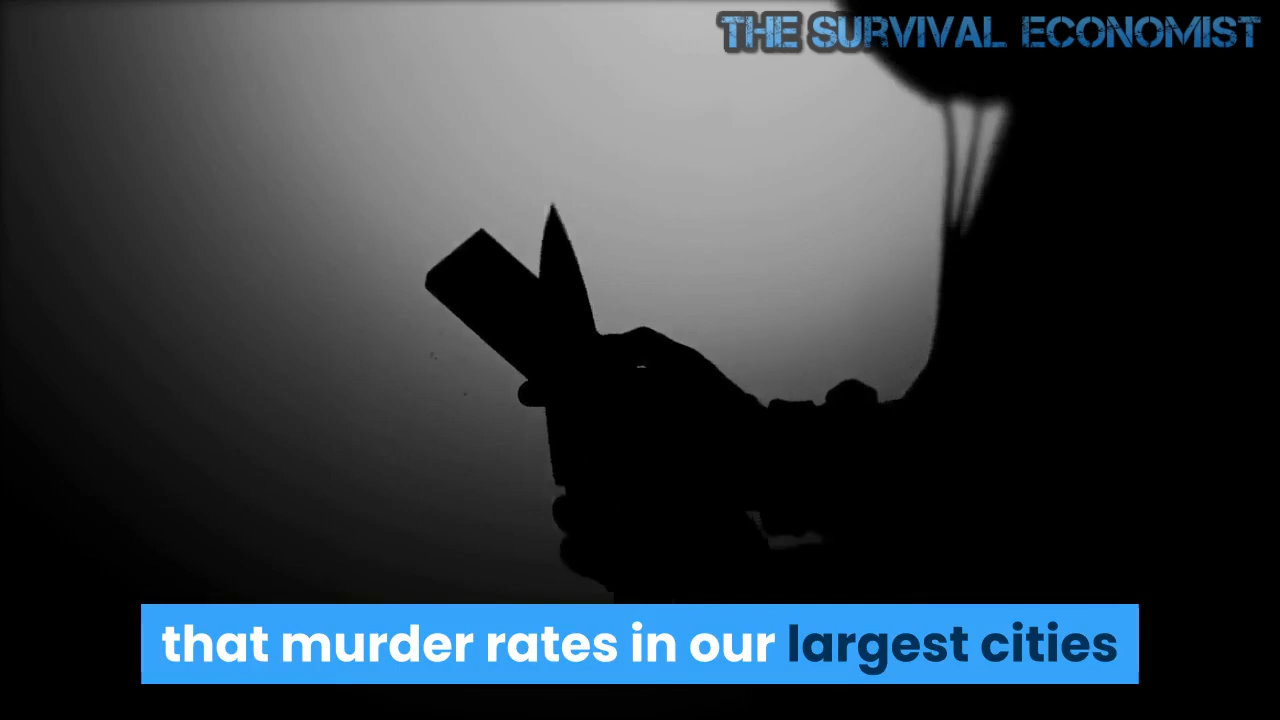 THE SURVIVAL ECONOMIST
that murder rates in our largest cities